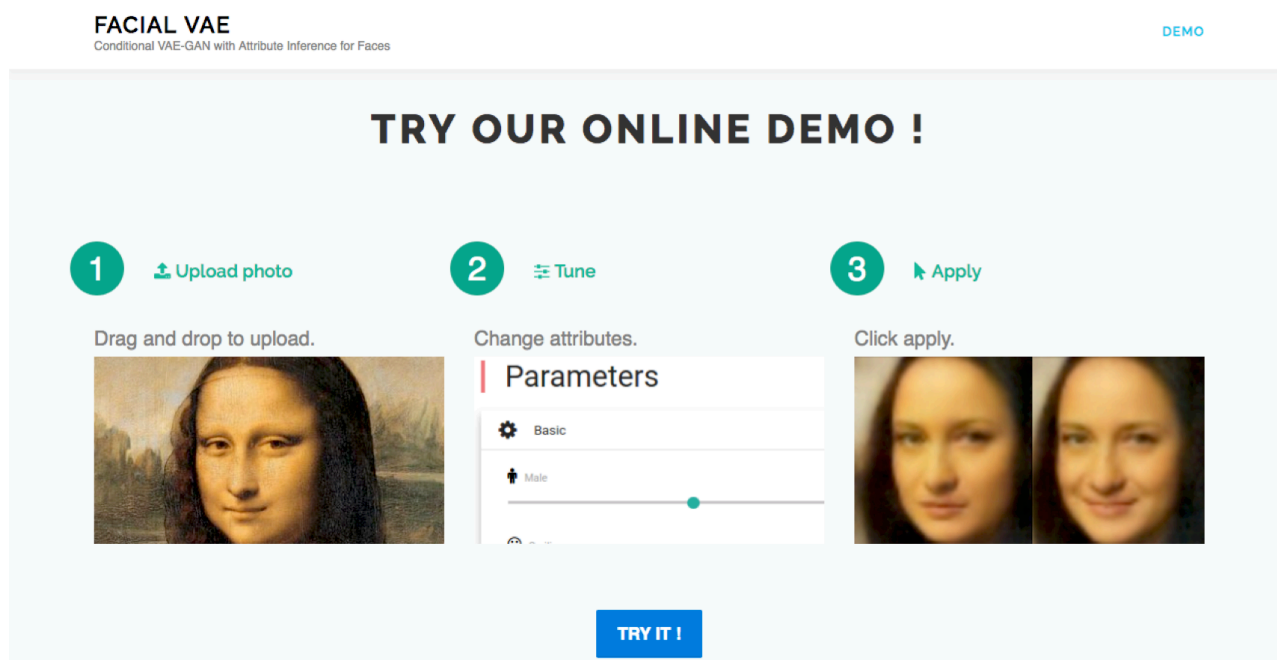 FACIAL VAE
Conditional VAE-GAN with Attribute Inference for Faces
DEMO
TRY OUR ONLINE DEMO !
1 Upload photo
Drag and drop to upload.
2 Tune
Change attributes.
Parameters
Basic
Male
3 Apply
Click apply.
TRY IT !